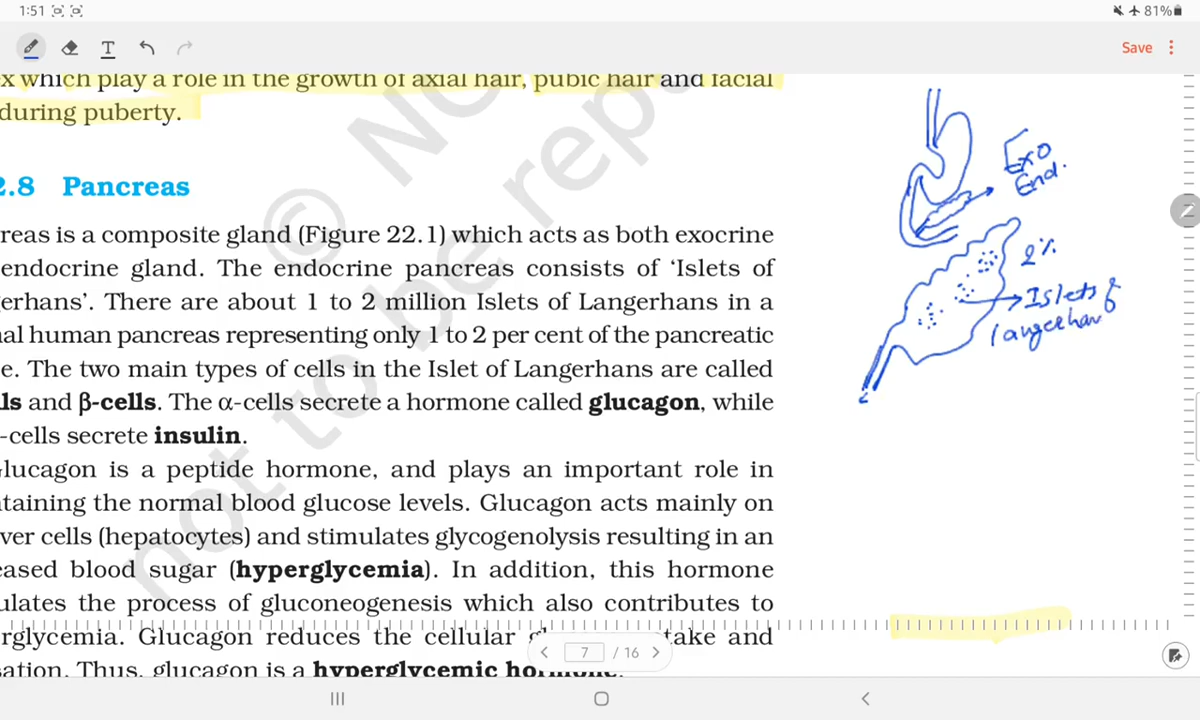 1:51
81%
Save
x which play a role in the growth of axial hair, pubic hair and facial
during puberty.
2.8 Pancreas
reas is a composite gland (Figure 22.1) which acts as both exocrine
endocrine gland. The endocrine pancreas consists of ‘Islets of
erhans’. There are about 1 to 2 million Islets of Langerhans in a
al human pancreas representing only 1 to 2 per cent of the pancreatic
e. The two main types of cells in the Islet of Langerhans are called
ls and β-cells. The α-cells secrete a hormone called glucagon, while
-cells secrete insulin.
lucagon is a peptide hormone, and plays an important role in
taining the normal blood glucose levels. Glucagon acts mainly on
ver cells (hepatocytes) and stimulates glycogenolysis resulting in an
eased blood sugar (hyperglycemia). In addition, this hormone
ulates the process of gluconeogenesis which also contributes to
rglycemia. Glucagon reduces the cellular take and
ation. Thus, glucagon is a hyperglycemic
Exo
End.
2%
Islets of
langerhans
© NO
not to be repu
7 / 16